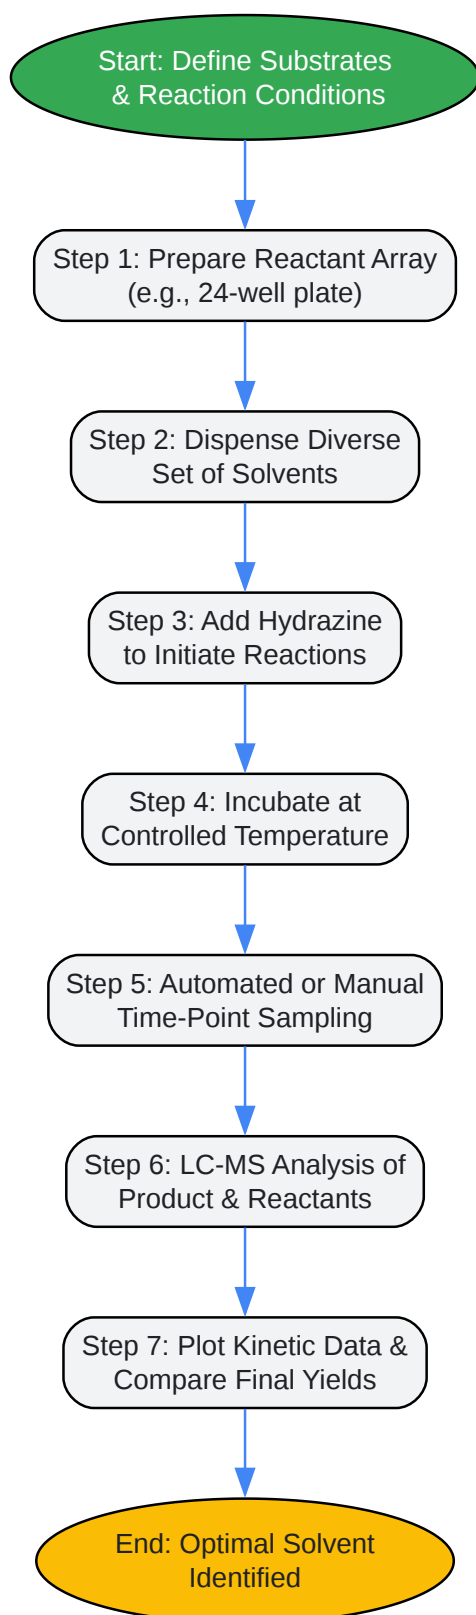 Start: Define Substrates
& Reaction Conditions
Step 1: Prepare Reactant Array
(e.g., 24-well plate)
Step 2: Dispense Diverse
Set of Solvents
Step 3: Add Hydrazine
to Initiate Reactions
Step 4: Incubate at
Controlled Temperature
Step 5: Automated or Manual
Time-Point Sampling
Step 6: LC-MS Analysis of
Product & Reactants
Step 7: Plot Kinetic Data &
Compare Final Yields
End: Optimal Solvent
Identified